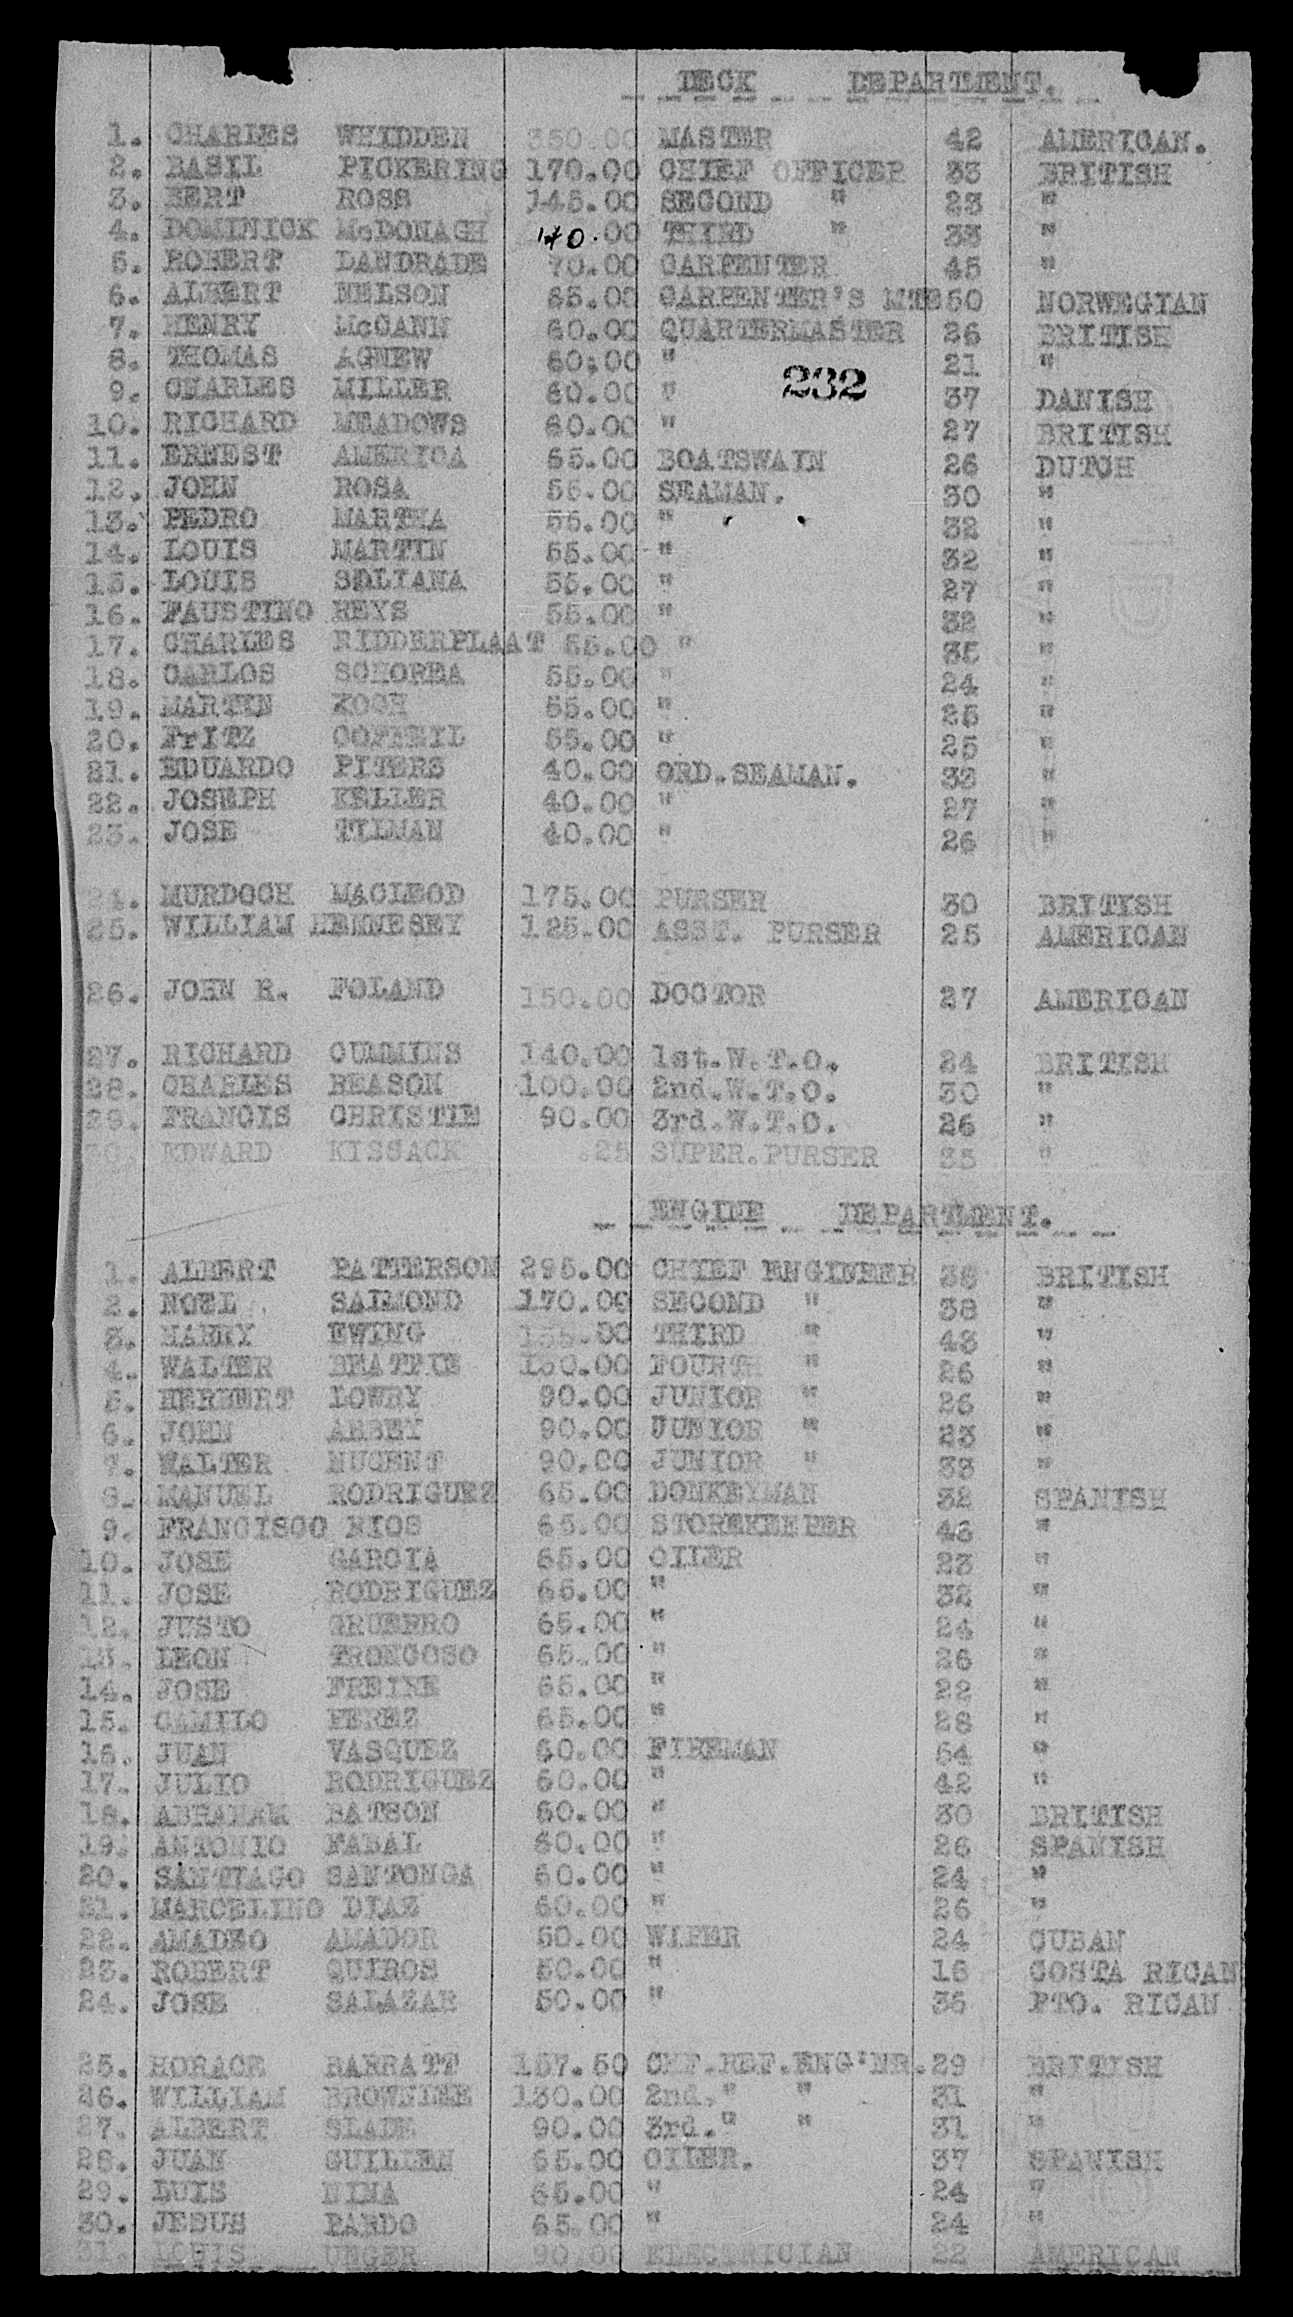 DECK DEPARTMENT.
1. CHARLES WHIDDEN 350.00 MASTER 42 AMERICAN.
2. BASIL PICKERING 170.00 CHIEF OFFICER 33 BRITISH
3. BERT ROSS 145.00 SECOND " 23 "
4. DOMINICK McDONAGH .00 THIRD " 33 "
5. ROBERT DANDRADE 70.00 CARPENTER 45 "
6. ALBERT NELSON 65.00 CARPENTER'S MTE 50 NORWEGIAN
7. HENRY McCANN 60.00 QUARTERMASTER 26 BRITISH
8. THOMAS AGNEW 60.00 " 21 "
232
9. CHARLES MILLER 60.00 " 37 DANISH
10. RICHARD MEADOWS 60.00 " 27 BRITISH
11. ERNEST AMERICA 65.00 BOATSWAIN 26 DUTCH
12. JOHN ROSA 55.00 SEAMAN. 30 "
13. PEDRO MARTHA 55.00 " 32 "
14. LOUIS MARTIN 55.00 " 32 "
15. LOUIS SOLIANA 55.00 " 27 "
16. FAUSTINO REYS 55.00 " 32 "
17. CHARLES RIDDERPLAAT 55.00 " 35 "
18. CARLOS SCHOREA 55.00 " 24 "
19. MARTIN KOCH 55.00 " 25 "
20. FrITZ 55.00 " 25 "
21. EDUARDO PITERS 40.00 ORD.SEAMAN. 33 "
22. JOSEPH KELLER 40.00 " 27 "
23. JOSE TILMAN 40.00 " 26 "
24. MURDOCH MACLEOD 175.00 PURSER 30 BRITISH
25. WILLIAM HENNESEY 125.00 ASST. PURSER 25 AMERICAN
26. JOHN R. FOLAND 150.00 DOCTOR 27 AMERICAN
27. RICHARD CUMMINS 140.00 1st.W.T.O. 24 BRITISH
28. CHARLES BEASON 100.00 2nd.W.T.O. 30 "
29. FRANCIS CHRISTIE 90.00 3rd.W.T.O. 26 "
30. EDWARD KISSACK .25 SUPER.PURSER 35 "
ENGINE DEPARTMENT.
1. ALBERT PATTERSON 295.00 CHIEF ENGINEER 38 BRITISH
2. NOEL SALMOND 170.00 SECOND " 38 "
3. HARRY EWING 155.00 THIRD " 43 "
4. WALTER BEATTIE 130.00 FOURTH " 26 "
5. HERBERT LOWRY 90.00 JUNIOR " 26 "
6. JOHN ABBEY 90.00 JUNIOR " 23 "
7. WALTER NUGENT 90.00 JUNIOR " 33 "
8. MANUEL RODRIGUEZ 65.00 DONKEYMAN 32 SPANISH
9. FRANCISCO RIOS 65.00 STOREKEEPER 46 "
10. JOSE GARCIA 65.00 OILER 23 "
11. JOSE RODRIGUEZ 65.00 " 32 "
12. JUSTO GRUEBRO 65.00 " 24 "
13. LEON TRONCOSO 65.00 " 26 "
14. JOSE FREIRE 65.00 " 22 "
15. CAMILO PEREZ 65.00 " 28 "
16. JUAN VASQUEZ 60.00 FIREMAN 54 "
17. JULIO RODRIGUEZ 60.00 " 42 "
18. ABRAHAM BATSON 60.00 " 30 BRITISH
19. ANTONIO FABAL 60.00 " 26 SPANISH
20. SANTIAGO SANTONGA 60.00 " 24 "
21. MARCELINO DIAZ 60.00 " 26 "
22. AMADEO AMADOR 50.00 WIPER 24 CUBAN
23. ROBERT QUIROS 50.00 " 18 COSTA RICAN
24. JOSE SALAZAR 50.00 " 36 PTO. RICAN
25. HORACE BARRATT 157.50 CHF.REF.ENG'NR. 29 BRITISH
26. WILLIAM BROWNLEE 130.00 2nd." " 31 "
27. ALBERT SLADE 90.00 3rd." " 31 "
28. JUAN GUILLEN 65.00 OILER. 37 SPANISH
29. LUIS NINA 65.00 " 24 "
30. JESUS PARDO 65.00 " 24 "
31. LOUIS UNGER 90.00 ELECTRICIAN 22 AMERICAN